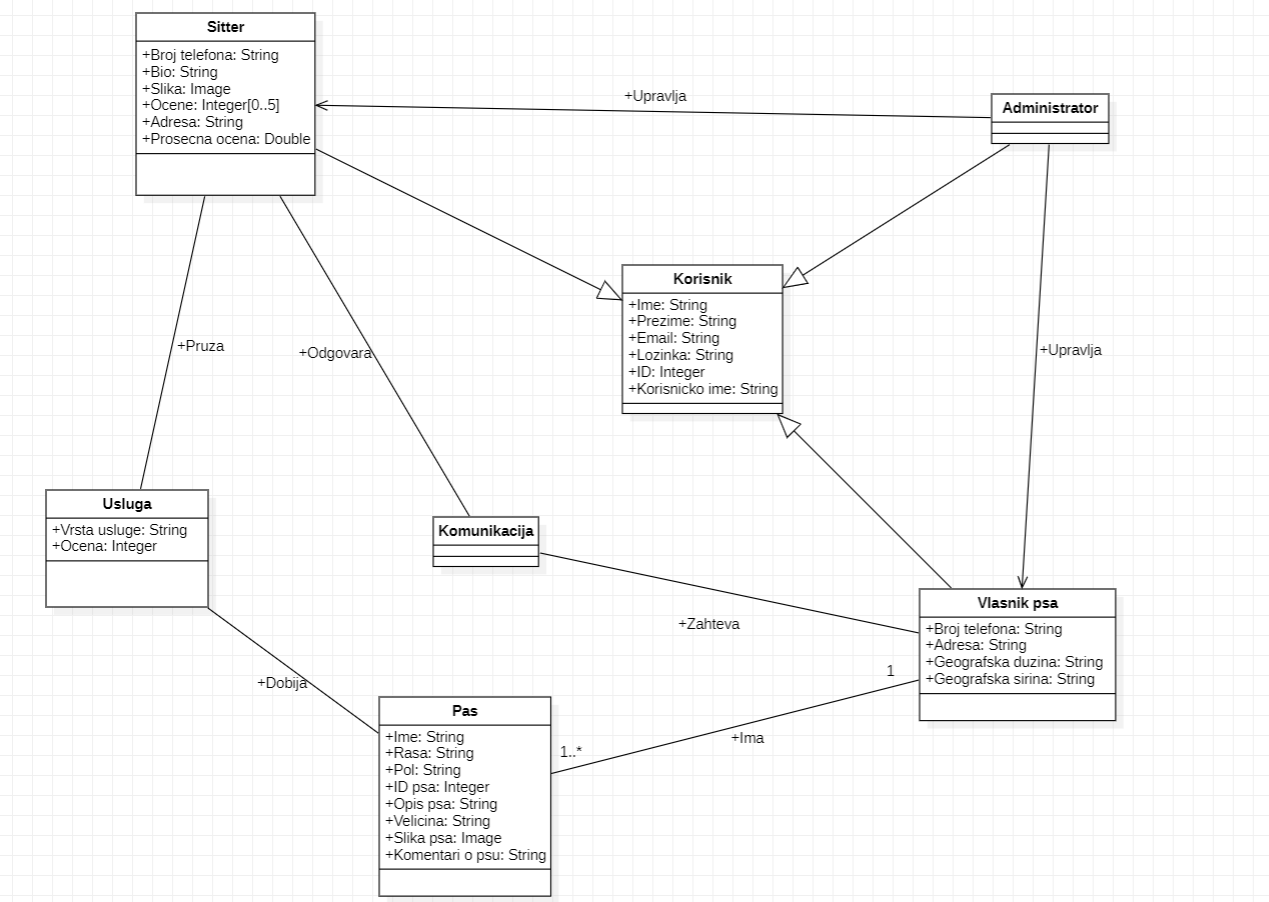 Sitter
+Broj telefona: String
+Bio: String
+Slika: Image
+Ocene: Integer[0..5]
+Adresa: String
+Prosecna ocena: Double
+Upravlja
Administrator
Korisnik
+Ime: String
+Prezime: String
+Email: String
+Lozinka: String
+ID: Integer
+Korisnicko ime: String
+Pruza
+Odgovara
+Upravlja
Usluga
+Vrsta usluge: String
+Ocena: Integer
Komunikacija
+Zahteva
Vlasnik psa
+Broj telefona: String
+Adresa: String
+Geografska duzina: String
+Geografska sirina: String
1
+Ima
1..*
+Dobija
Pas
+Ime: String
+Rasa: String
+Pol: String
+ID psa: Integer
+Opis psa: String
+Velicina: String
+Slika psa: Image
+Komentari o psu: String